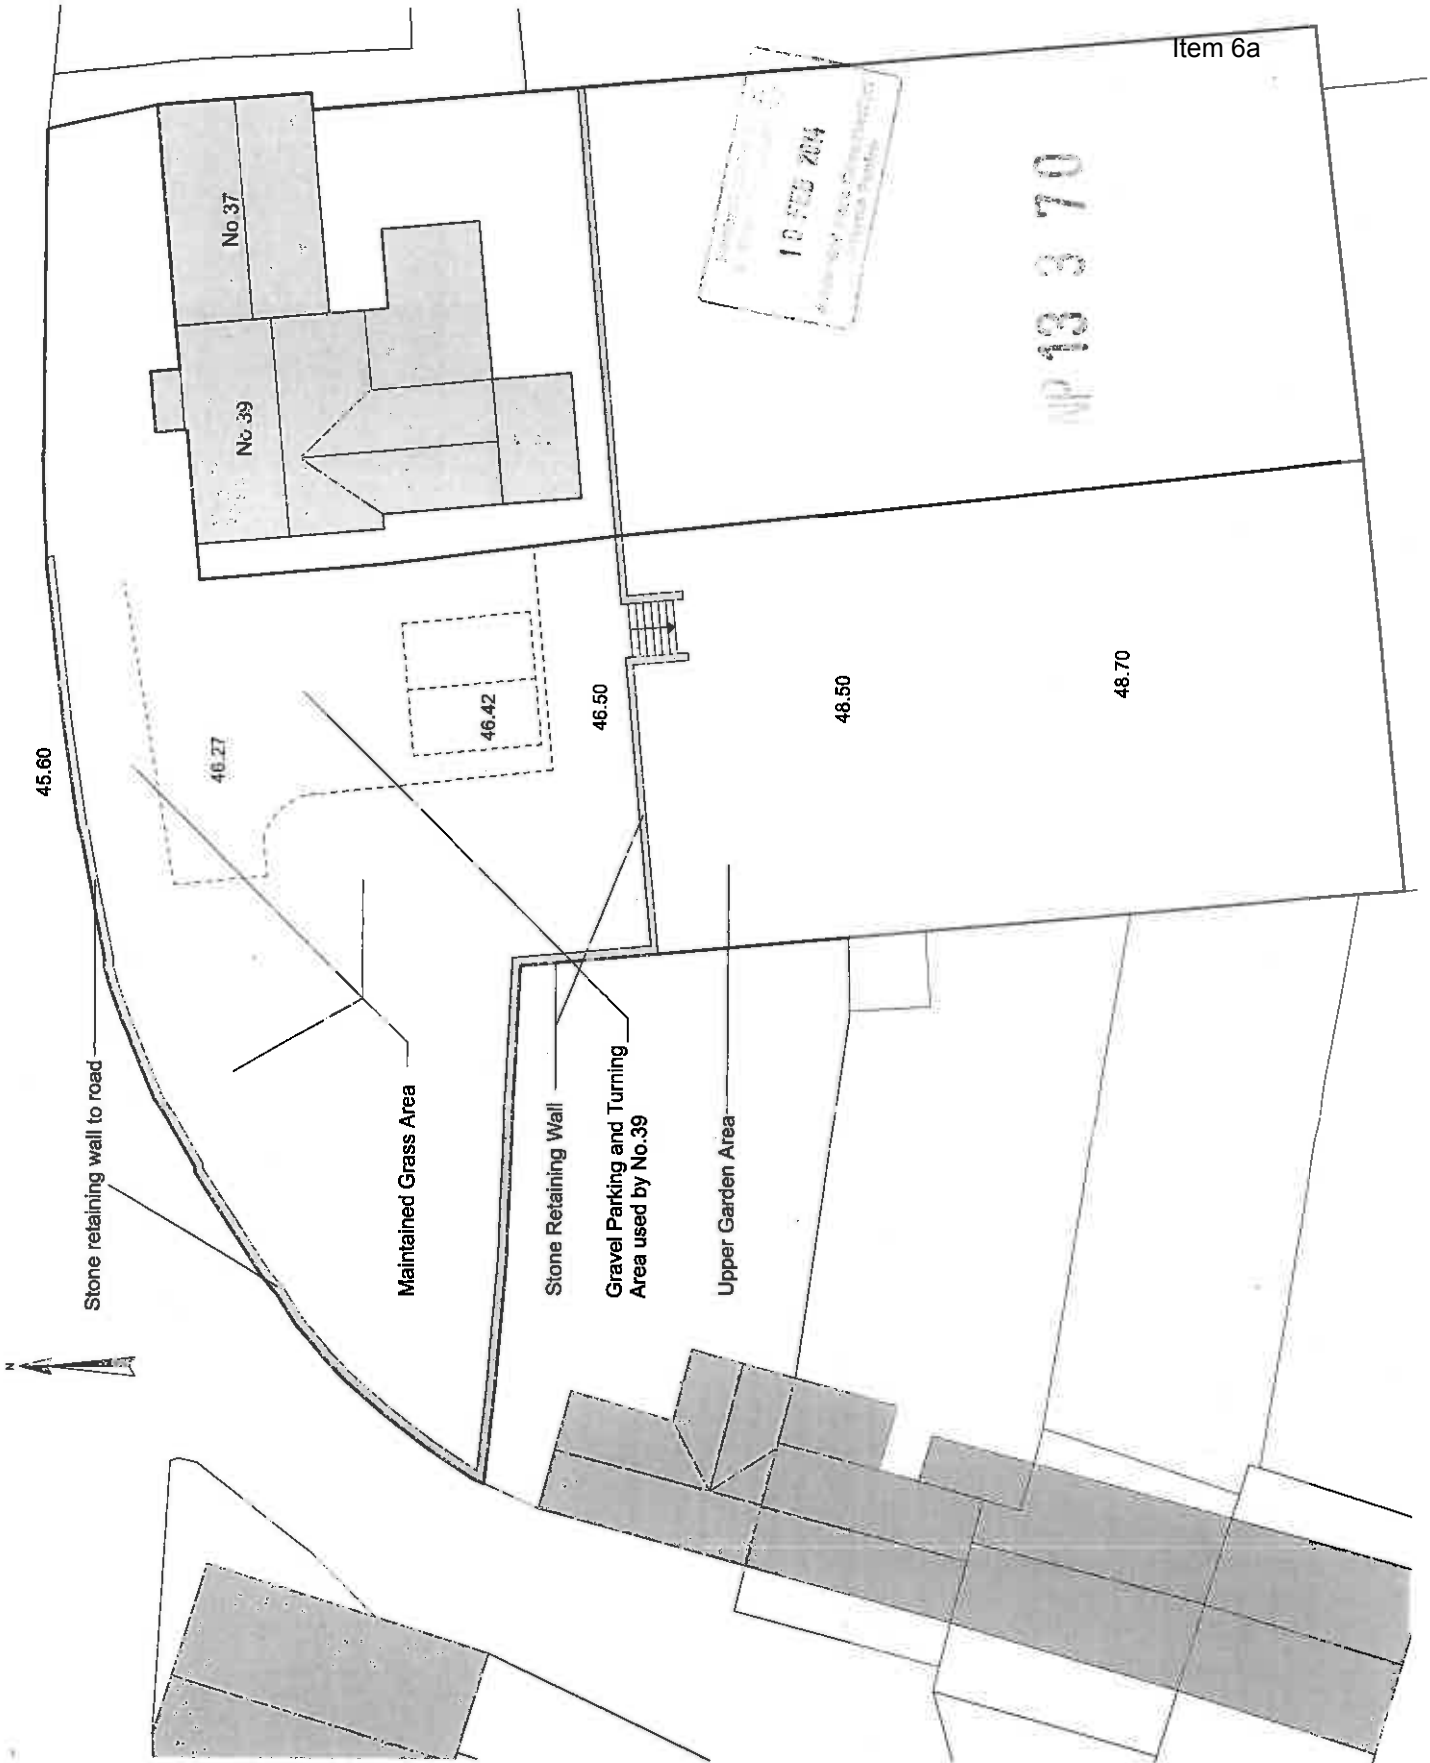 Item 6a
N
45.60
Stone retaining wall to road
No.37
No.39
46.27
46.42
46.50
48.50
48.70
Maintained Grass Area
Stone Retaining Wall
Gravel Parking and Turning
Area used by No.39
Upper Garden Area
10 FEB 2014
NP 13 3 70